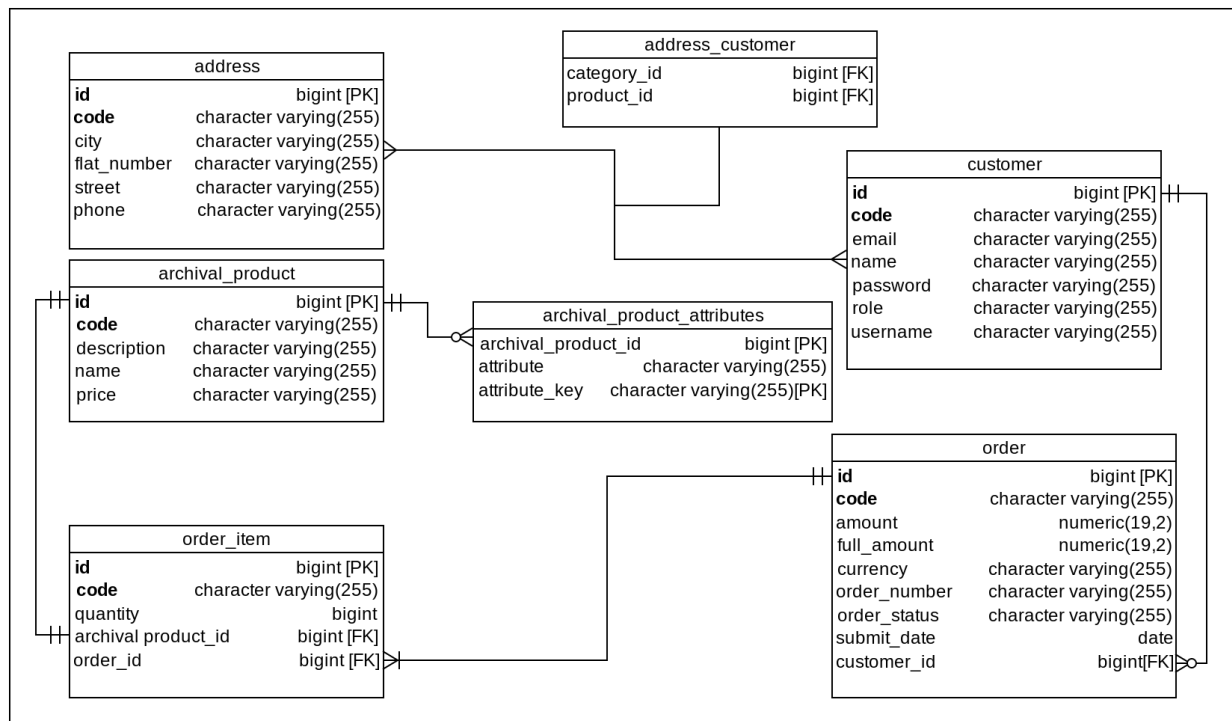 address
id bigint [PK]
code character varying(255)
city character varying(255)
flat_number character varying(255)
street character varying(255)
phone character varying(255)
address_customer
category_id bigint [FK]
product_id bigint [FK]
customer
id bigint [PK]
code character varying(255)
email character varying(255)
name character varying(255)
password character varying(255)
role character varying(255)
username character varying(255)
archival_product
id bigint [PK]
code character varying(255)
description character varying(255)
name character varying(255)
price character varying(255)
archival_product_attributes
archival_product_id bigint [PK]
attribute character varying(255)
attribute_key character varying(255)[PK]
order
id bigint [PK]
code character varying(255)
amount numeric(19,2)
full_amount numeric(19,2)
currency character varying(255)
order_number character varying(255)
order_status character varying(255)
submit_date date
customer_id bigint[FK]
order_item
id bigint [PK]
code character varying(255)
quantity bigint
archival product_id bigint [FK]
order_id bigint [FK]